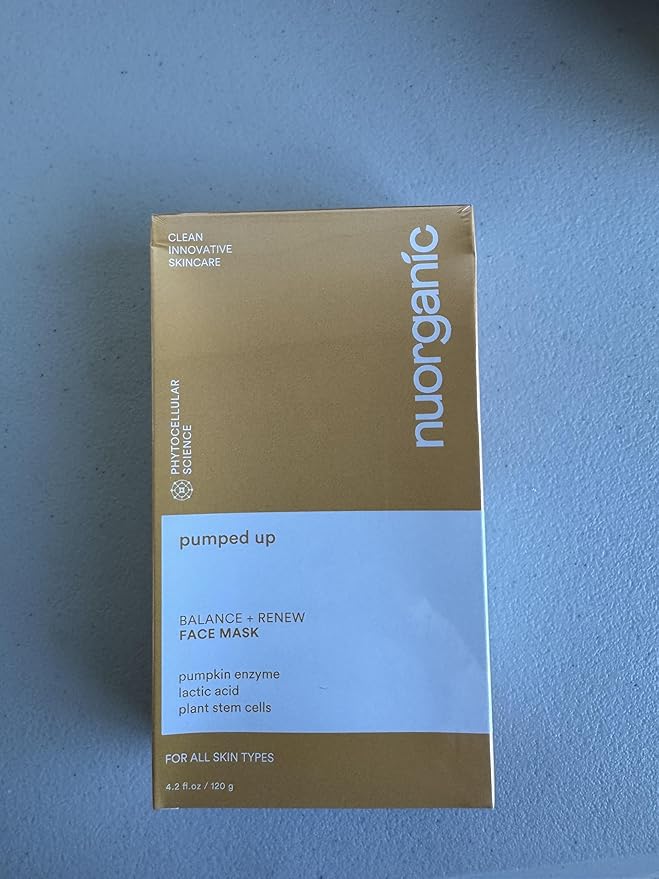 CLEAN
INNOVATIVE
SKINCARE
nuorganic
PHYTOCELLULAR
SCIENCE
pumped up
BALANCE + RENEW
FACE MASK
pumpkin enzyme
lactic acid
plant stem cells
FOR ALL SKIN TYPES
4.2 fl.oz / 120 g